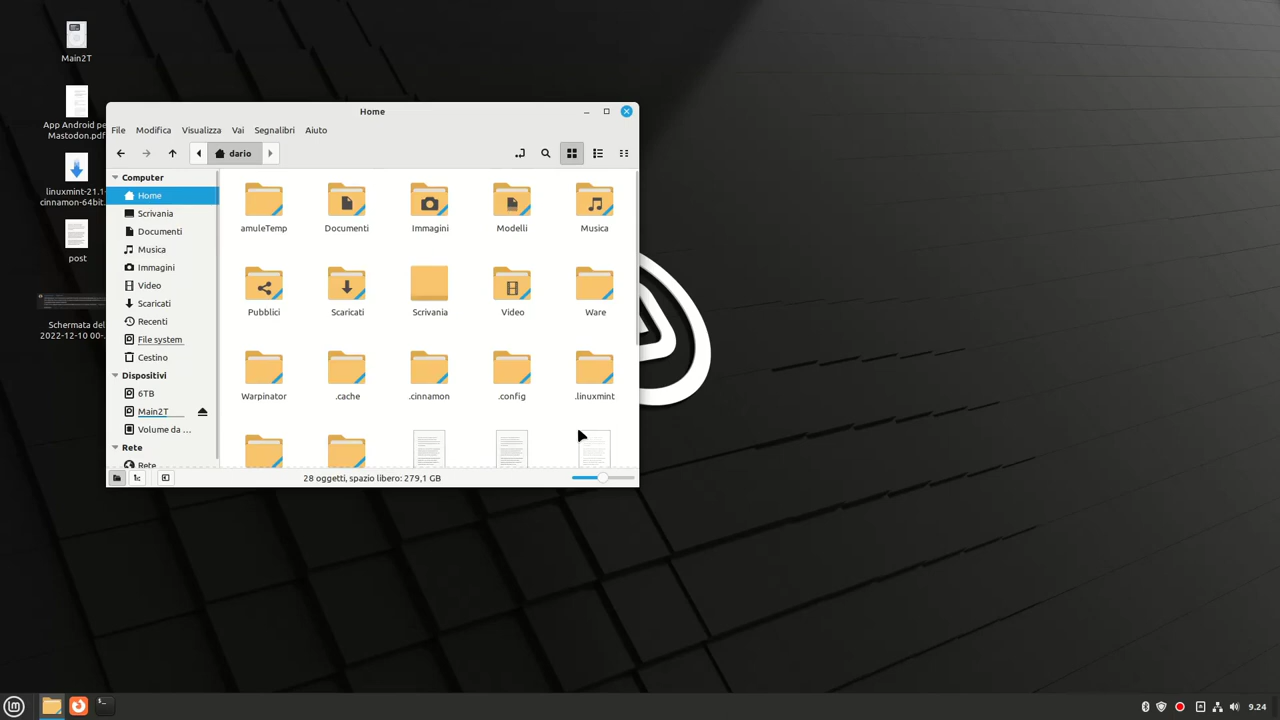 Main2T
App Android pe
Mastodon.pdf
linuxmint-21.1-
cinnamon-64bit.
post
Schermata del
2022-12-10 00-.
Home
File Modifica Visualizza Vai Segnalibri Aiuto
dario
Computer
Home
Scrivania
Documenti
Musica
Immagini
Video
Scaricati
Recenti
File system
Cestino
Dispositivi
6TB
Main2T
Volume da ...
Rete
Rete
amuleTemp Documenti Immagini Modelli Musica
Pubblici Scaricati Scrivania Video Ware
Warpinator .cache .cinnamon .config .linuxmint
28 oggetti, spazio libero: 279,1 GB
9.24